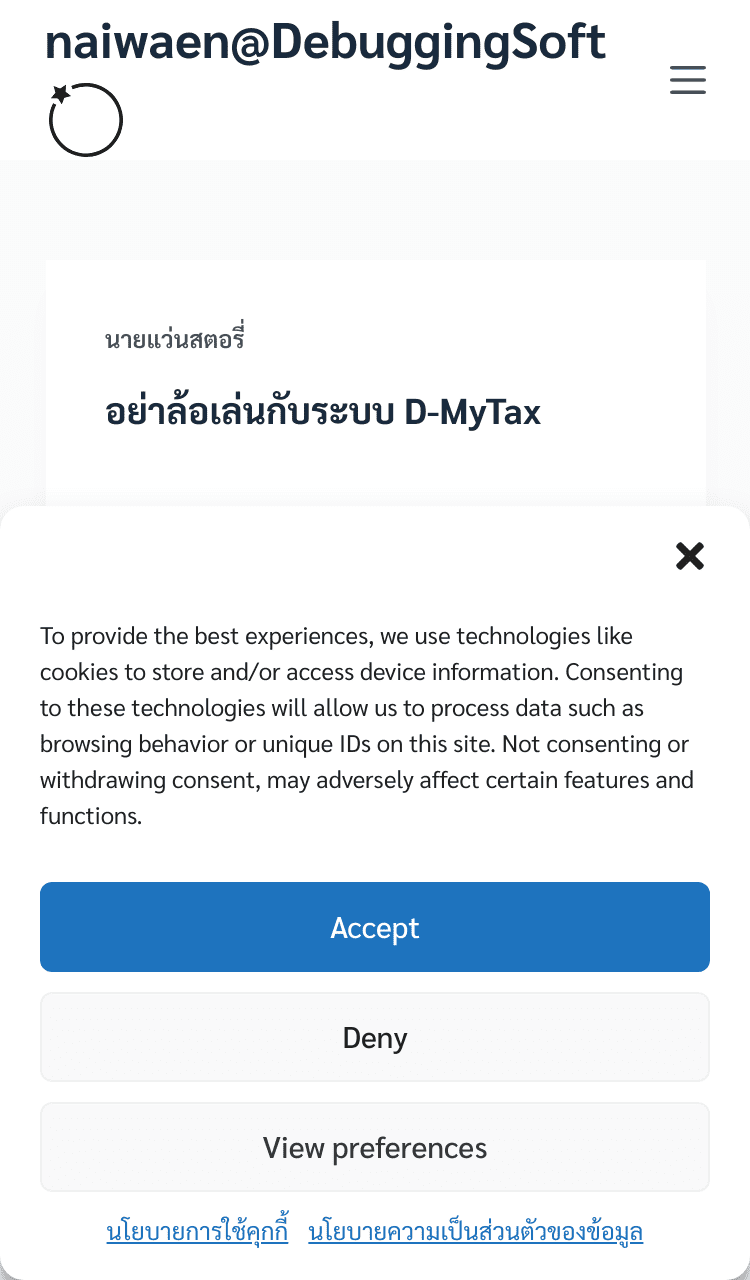 naiwaen@DebuggingSoft
นายแว่นสตอรี่
อย่าล้อเล่นกับระบบ D-MyTax
To provide the best experiences, we use technologies like
cookies to store and/or access device information. Consenting
to these technologies will allow us to process data such as
browsing behavior or unique IDs on this site. Not consenting or
withdrawing consent, may adversely affect certain features and
functions.
Accept
Deny
View preferences
นโยบายการใช้คุกกี้ นโยบายความเป็นส่วนตัวของข้อมูล